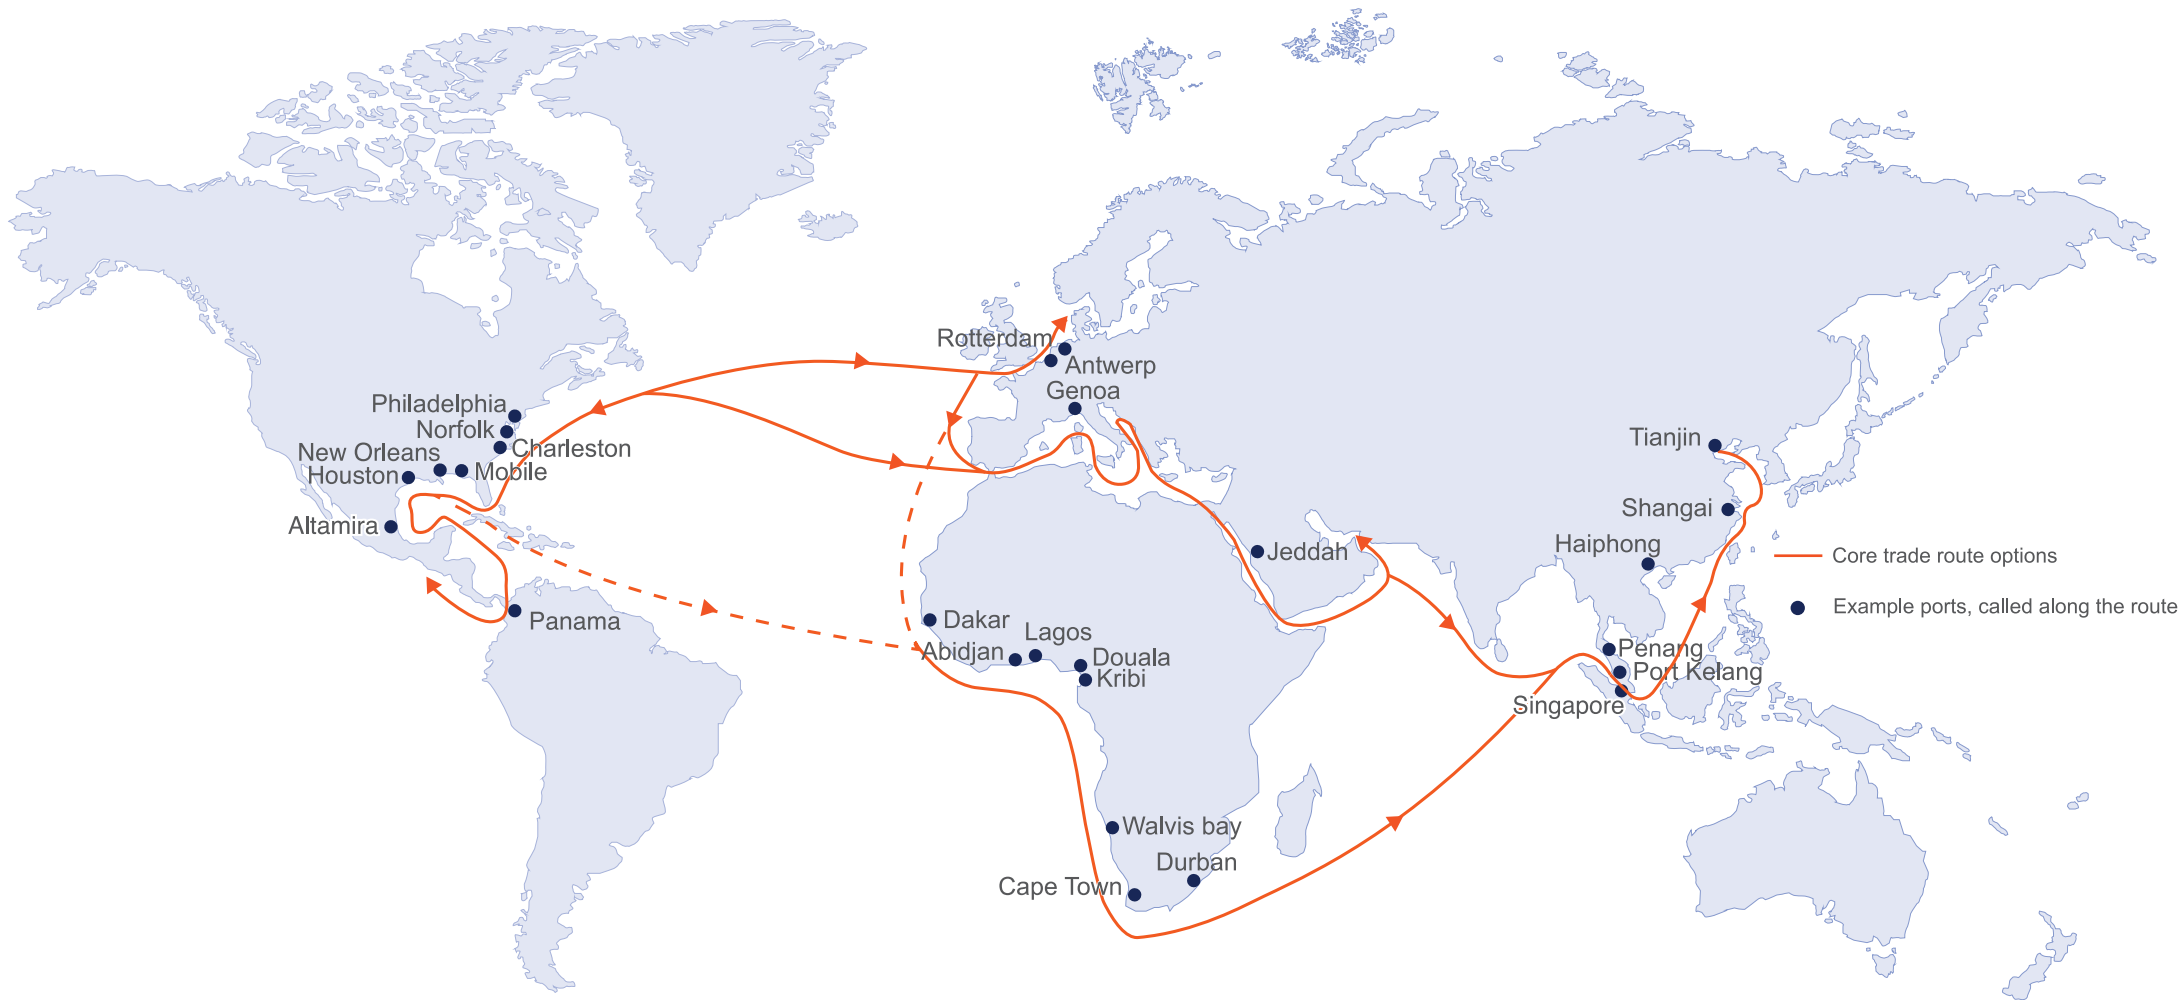 Rotterdam
Antwerp
Genoa
Philadelphia
Norfolk
Charleston
New Orleans
Houston
Mobile
Altamira
Panama
Tianjin
Shangai
Haiphong
Jeddah
Core trade route options
Example ports, called along the route
Dakar
Lagos
Abidjan
Douala
Kribi
Penang
Port Kelang
Singapore
Walvis bay
Durban
Cape Town